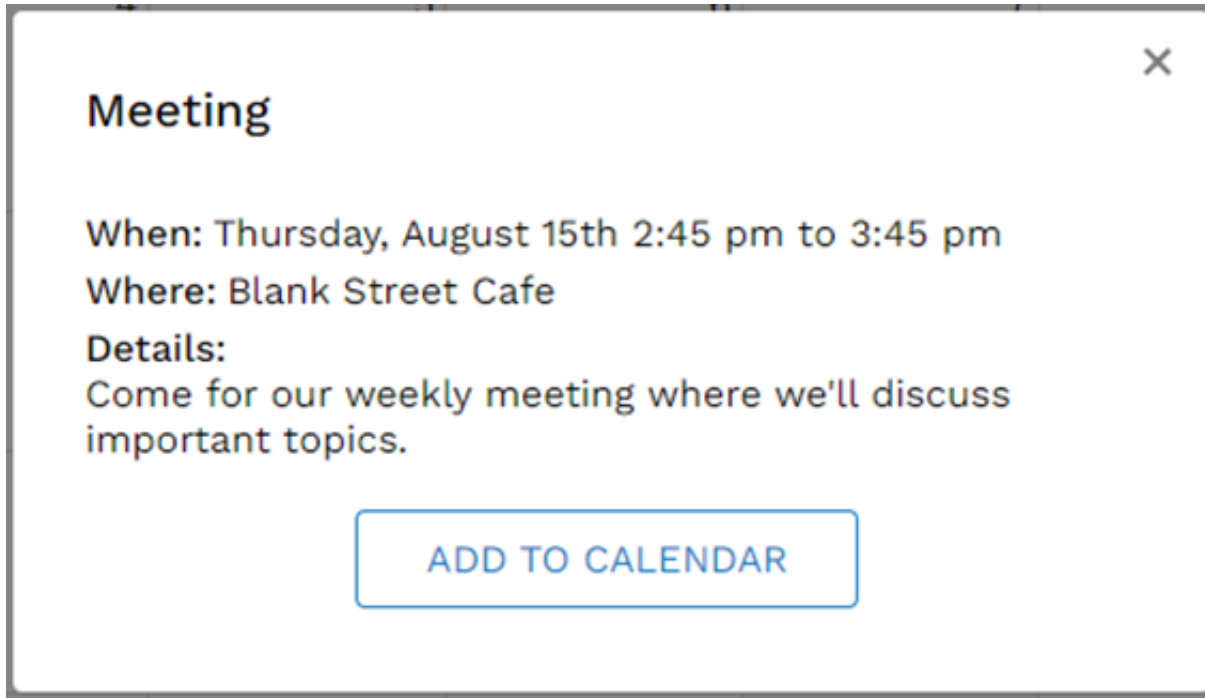 Meeting
When: Thursday, August 15th 2:45 pm to 3:45 pm
Where: Blank Street Cafe
Details:
Come for our weekly meeting where we'll discuss
important topics.
ADD TO CALENDAR